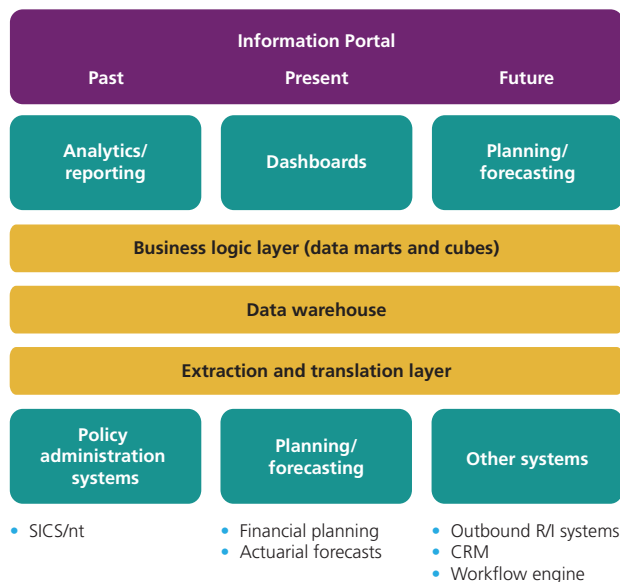 Information Portal
Past Present Future
Analytics/
reporting
Dashboards
Planning/
forecasting
Business logic layer (data marts and cubes)
Data warehouse
Extraction and translation layer
Policy
administration
systems
Planning/
forecasting
Other systems
• SICS/nt
• Financial planning
• Actuarial forecasts
• Outbound R/I systems
• CRM
• Workflow engine